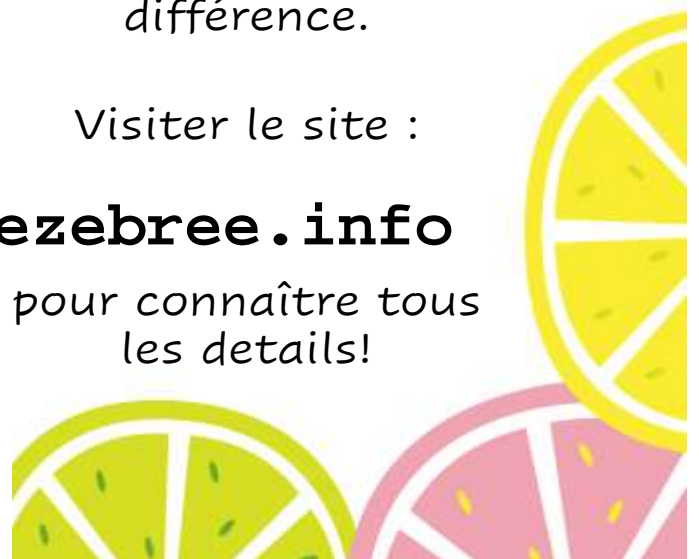 différence.
Visiter le site :
ezebree.info
pour connaître tous
les details!